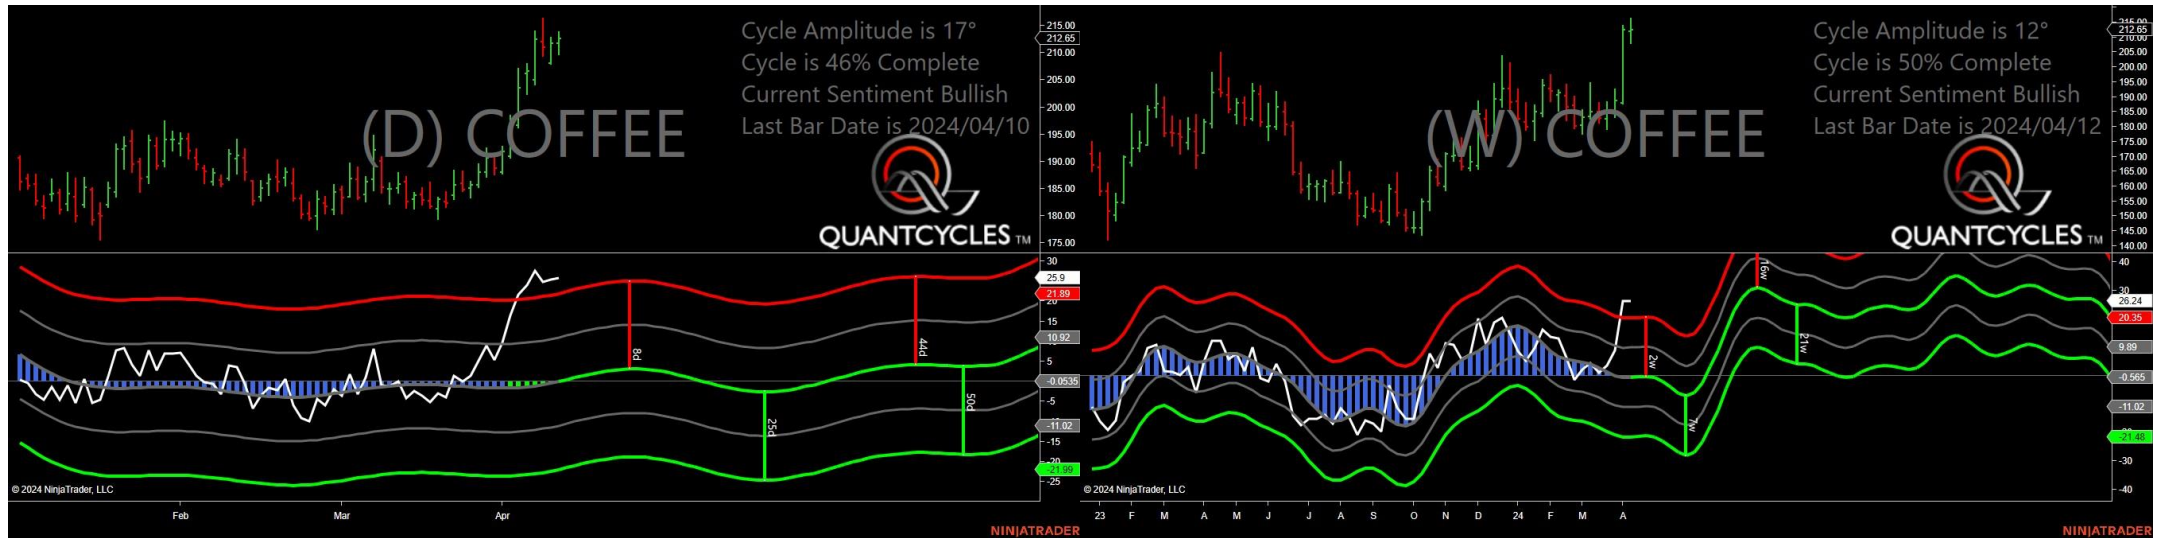 Cycle Amplitude is 17°
Cycle is 46% Complete
Current Sentiment Bullish
Last Bar Date is 2024/04/10
(D) COFFEE
QUANTCYCLES TM
215.00
212.65
210.00
205.00
200.00
195.00
190.00
185.00
180.00
175.00
30
25.9
21.89
20
15
10.92
5
-0.0535
-5
-11.02
-15
-20
-21.99
-25
8d
25d
44d
50d
© 2024 NinjaTrader, LLC
Feb
Mar
Apr
NINJATRADER
Cycle Amplitude is 12°
Cycle is 50% Complete
Current Sentiment Bullish
Last Bar Date is 2024/04/12
(W) COFFEE
QUANTCYCLES TM
215.00
212.65
210.00
205.00
200.00
195.00
190.00
185.00
180.00
175.00
170.00
165.00
160.00
155.00
150.00
145.00
140.00
40
30
26.24
20.35
9.89
-0.565
-11.02
-21.48
-30
-40
2w
7w
16w
21w
© 2024 NinjaTrader, LLC
23 F M A M J J A S O N D 24 F M A
NINJATRADER